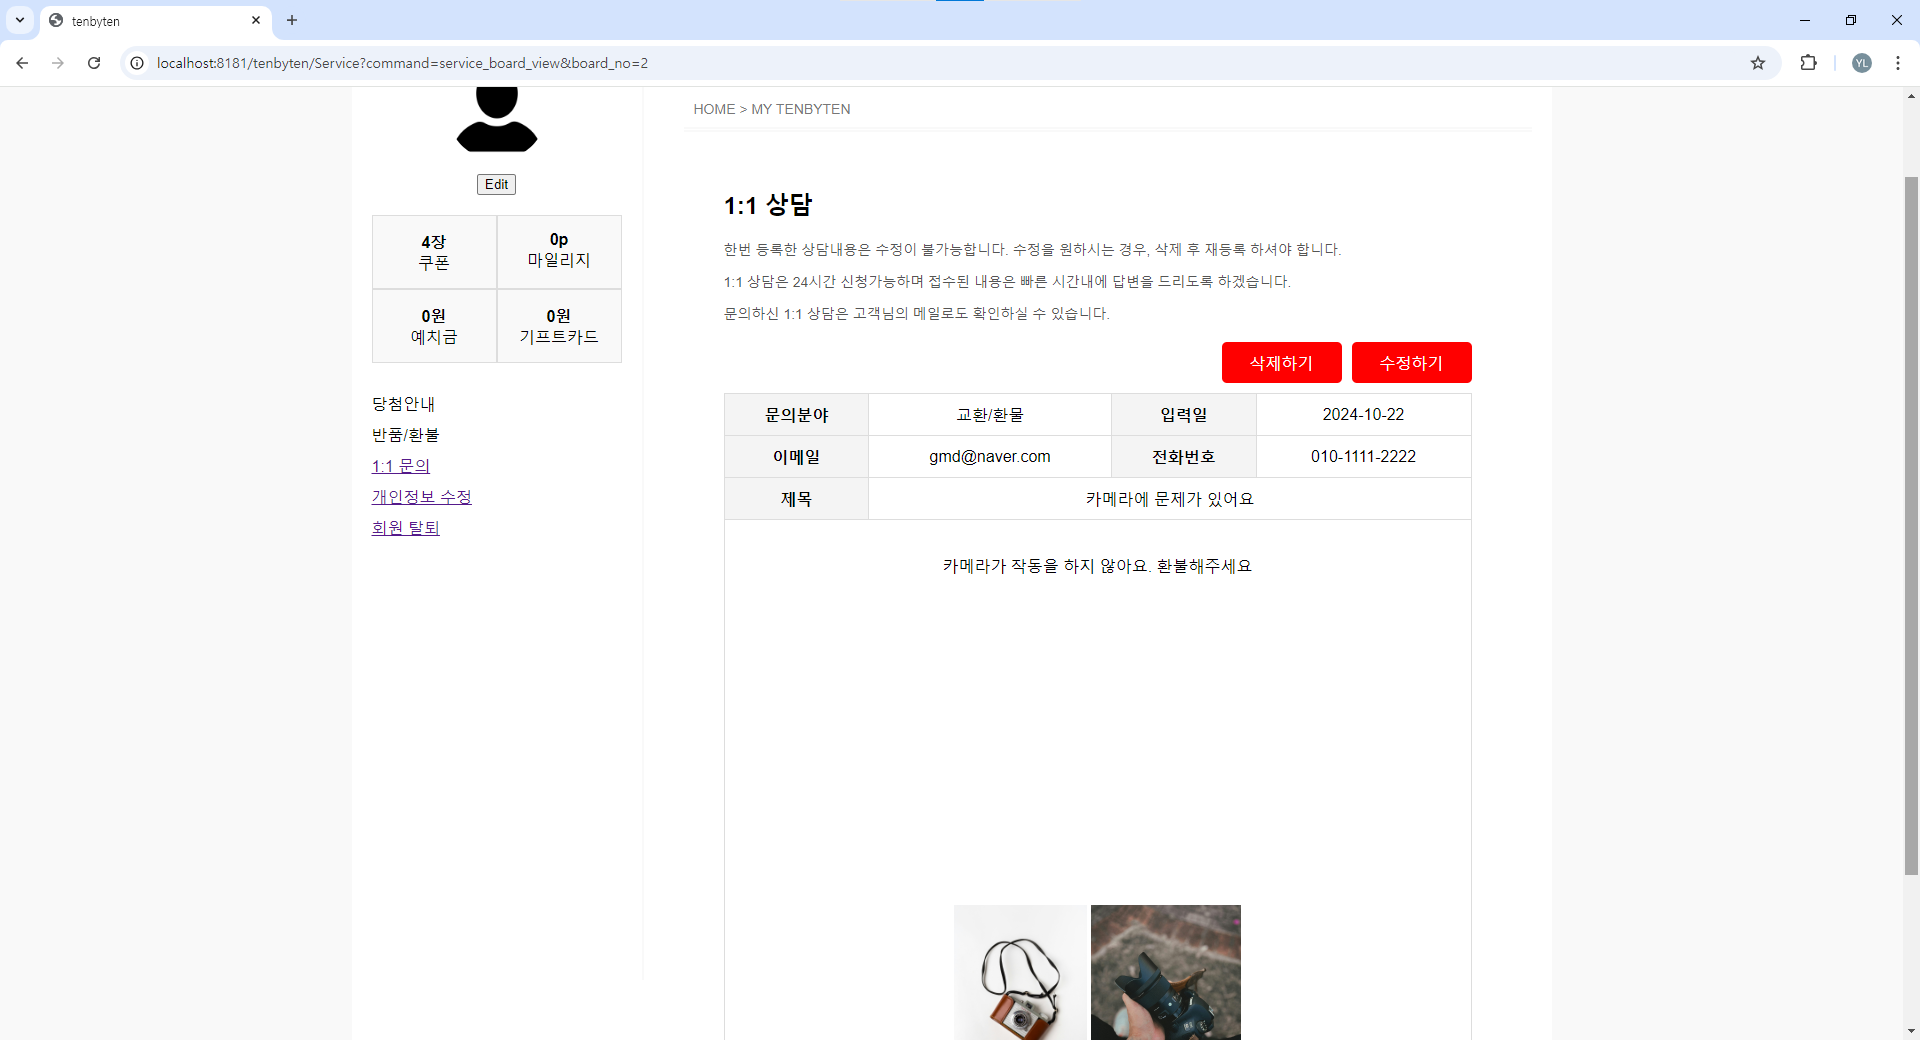 tenbyten
localhost:8181/tenbyten/Service?command=service_board_view&board_no=2
YL
HOME > MY TENBYTEN
Edit
4장
쿠폰
0p
마일리지
0원
예치금
0원
기프트카드
당첨안내
반품/환불
1:1 문의
개인정보 수정
회원 탈퇴
1:1 상담
한번 등록한 상담내용은 수정이 불가능합니다. 수정을 원하시는 경우, 삭제 후 재등록 하셔야 합니다.
1:1 상담은 24시간 신청가능하며 접수된 내용은 빠른 시간내에 답변을 드리도록 하겠습니다.
문의하신 1:1 상담은 고객님의 메일로도 확인하실 수 있습니다.
삭제하기 수정하기
문의분야 교환/환물 입력일 2024-10-22
이메일 gmd@naver.com 전화번호 010-1111-2222
제목 카메라에 문제가 있어요
카메라가 작동을 하지 않아요. 환불해주세요